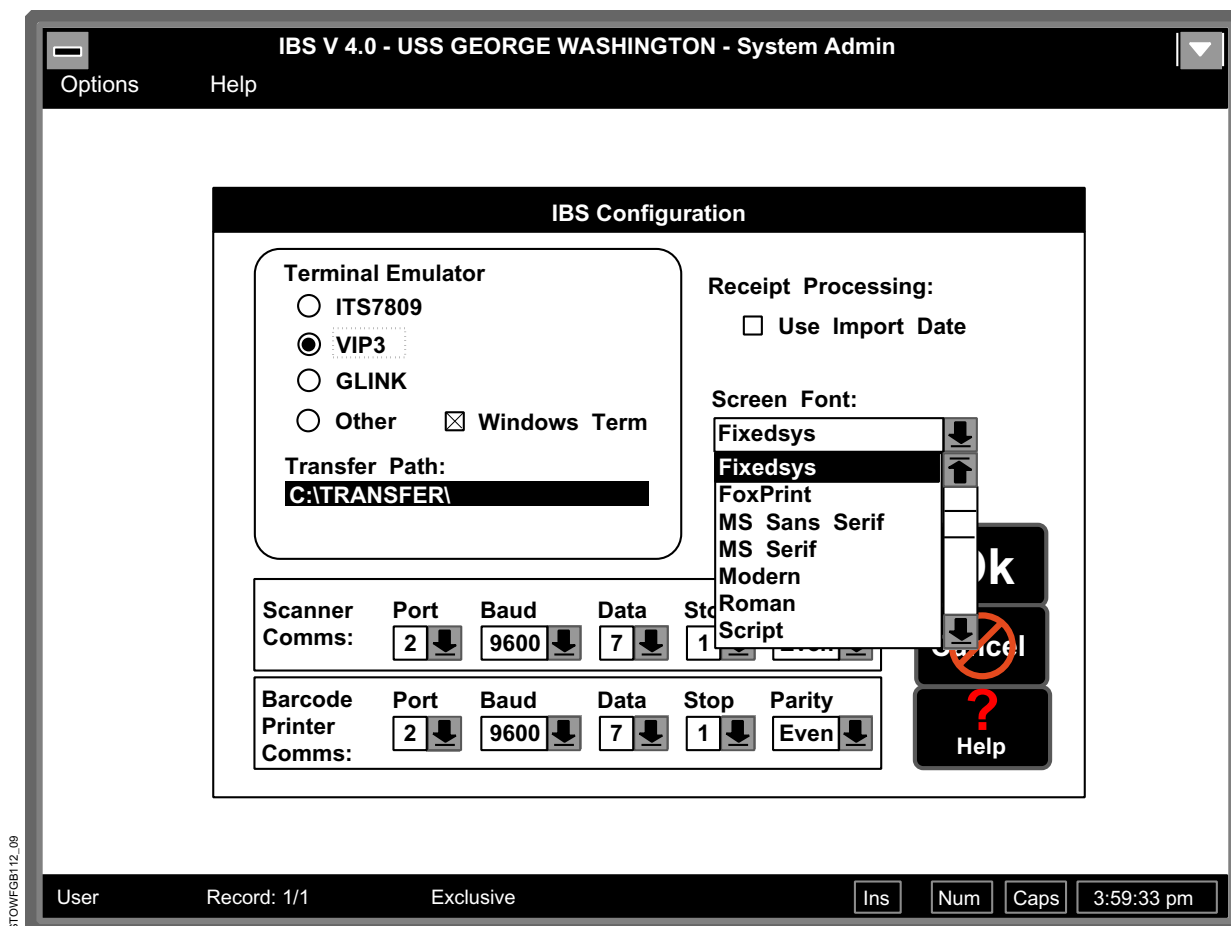 IBS V 4.0 - USS GEORGE WASHINGTON - System Admin
Options Help
IBS Configuration
Terminal Emulator
ITS7809
VIP3
GLINK
Other Windows Term
Transfer Path:
C:\TRANSFER\
Receipt Processing:
Use Import Date
Screen Font:
Fixedsys
Fixedsys
FoxPrint
MS Sans Serif
MS Serif
Modern
Roman
Script
Scanner Comms:
Port Baud Data
2 9600 7 1
Barcode
Printer
Comms:
Port Baud Data Stop Parity
2 9600 7 1 Even
Help
User Record: 1/1 Exclusive Ins Num Caps 3:59:33 pm